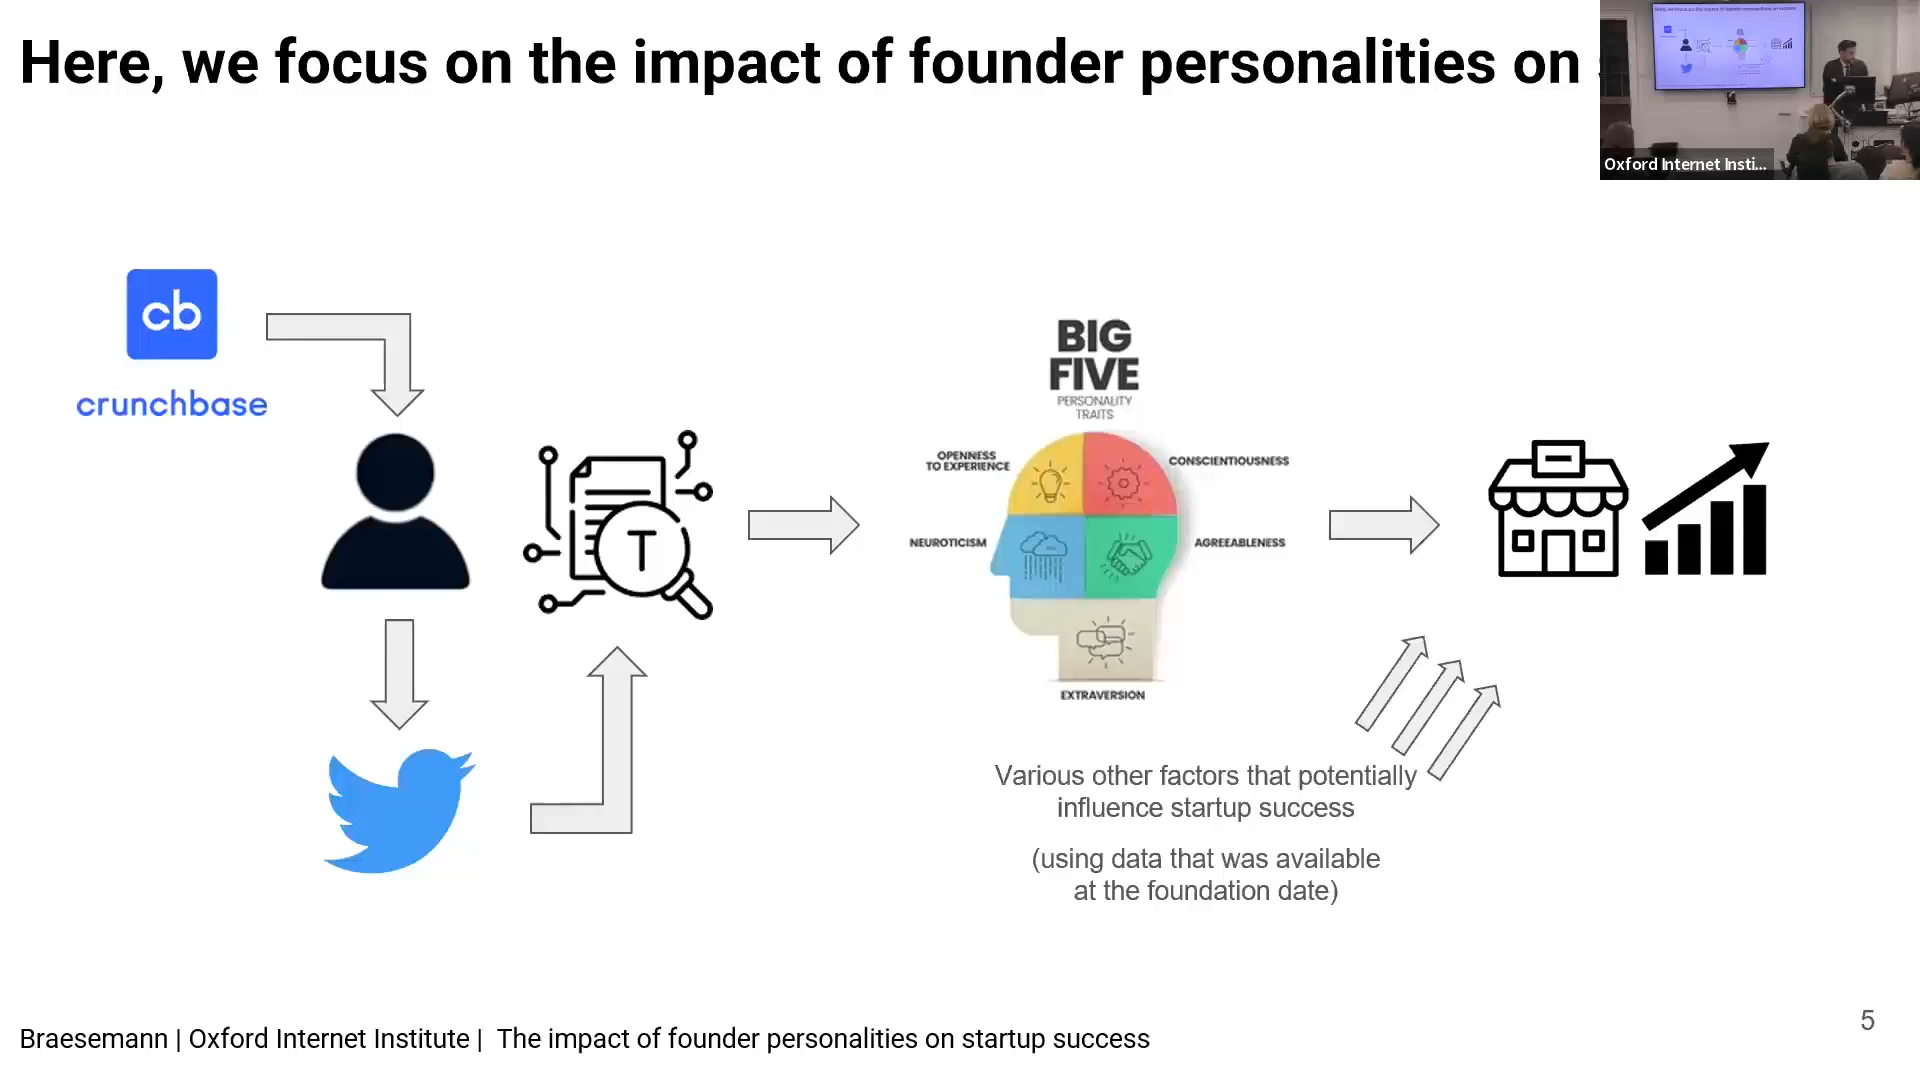 Here, we focus on the impact of founder personalities on
Oxford Internet Insti...
cb
crunchbase
T
BIG
FIVE
PERSONALITY
TRAITS
OPENNESS
TO EXPERIENCE
CONSCIENTIOUSNESS
NEUROTICISM
AGREEABLENESS
EXTRAVERSION
Various other factors that potentially
influence startup success
(using data that was available
at the foundation date)
5
Braesemann | Oxford Internet Institute | The impact of founder personalities on startup success